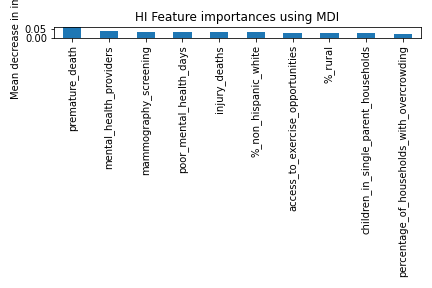 HI Feature importances using MDI
Mean decrease in in
0.05
0.00
premature_death
mental_health_providers
mammography_screening
poor_mental_health_days
injury_deaths
%_non_hispanic_white
access_to_exercise_opportunities
%_rural
children_in_single_parent_households
percentage_of_households_with_overcrowding